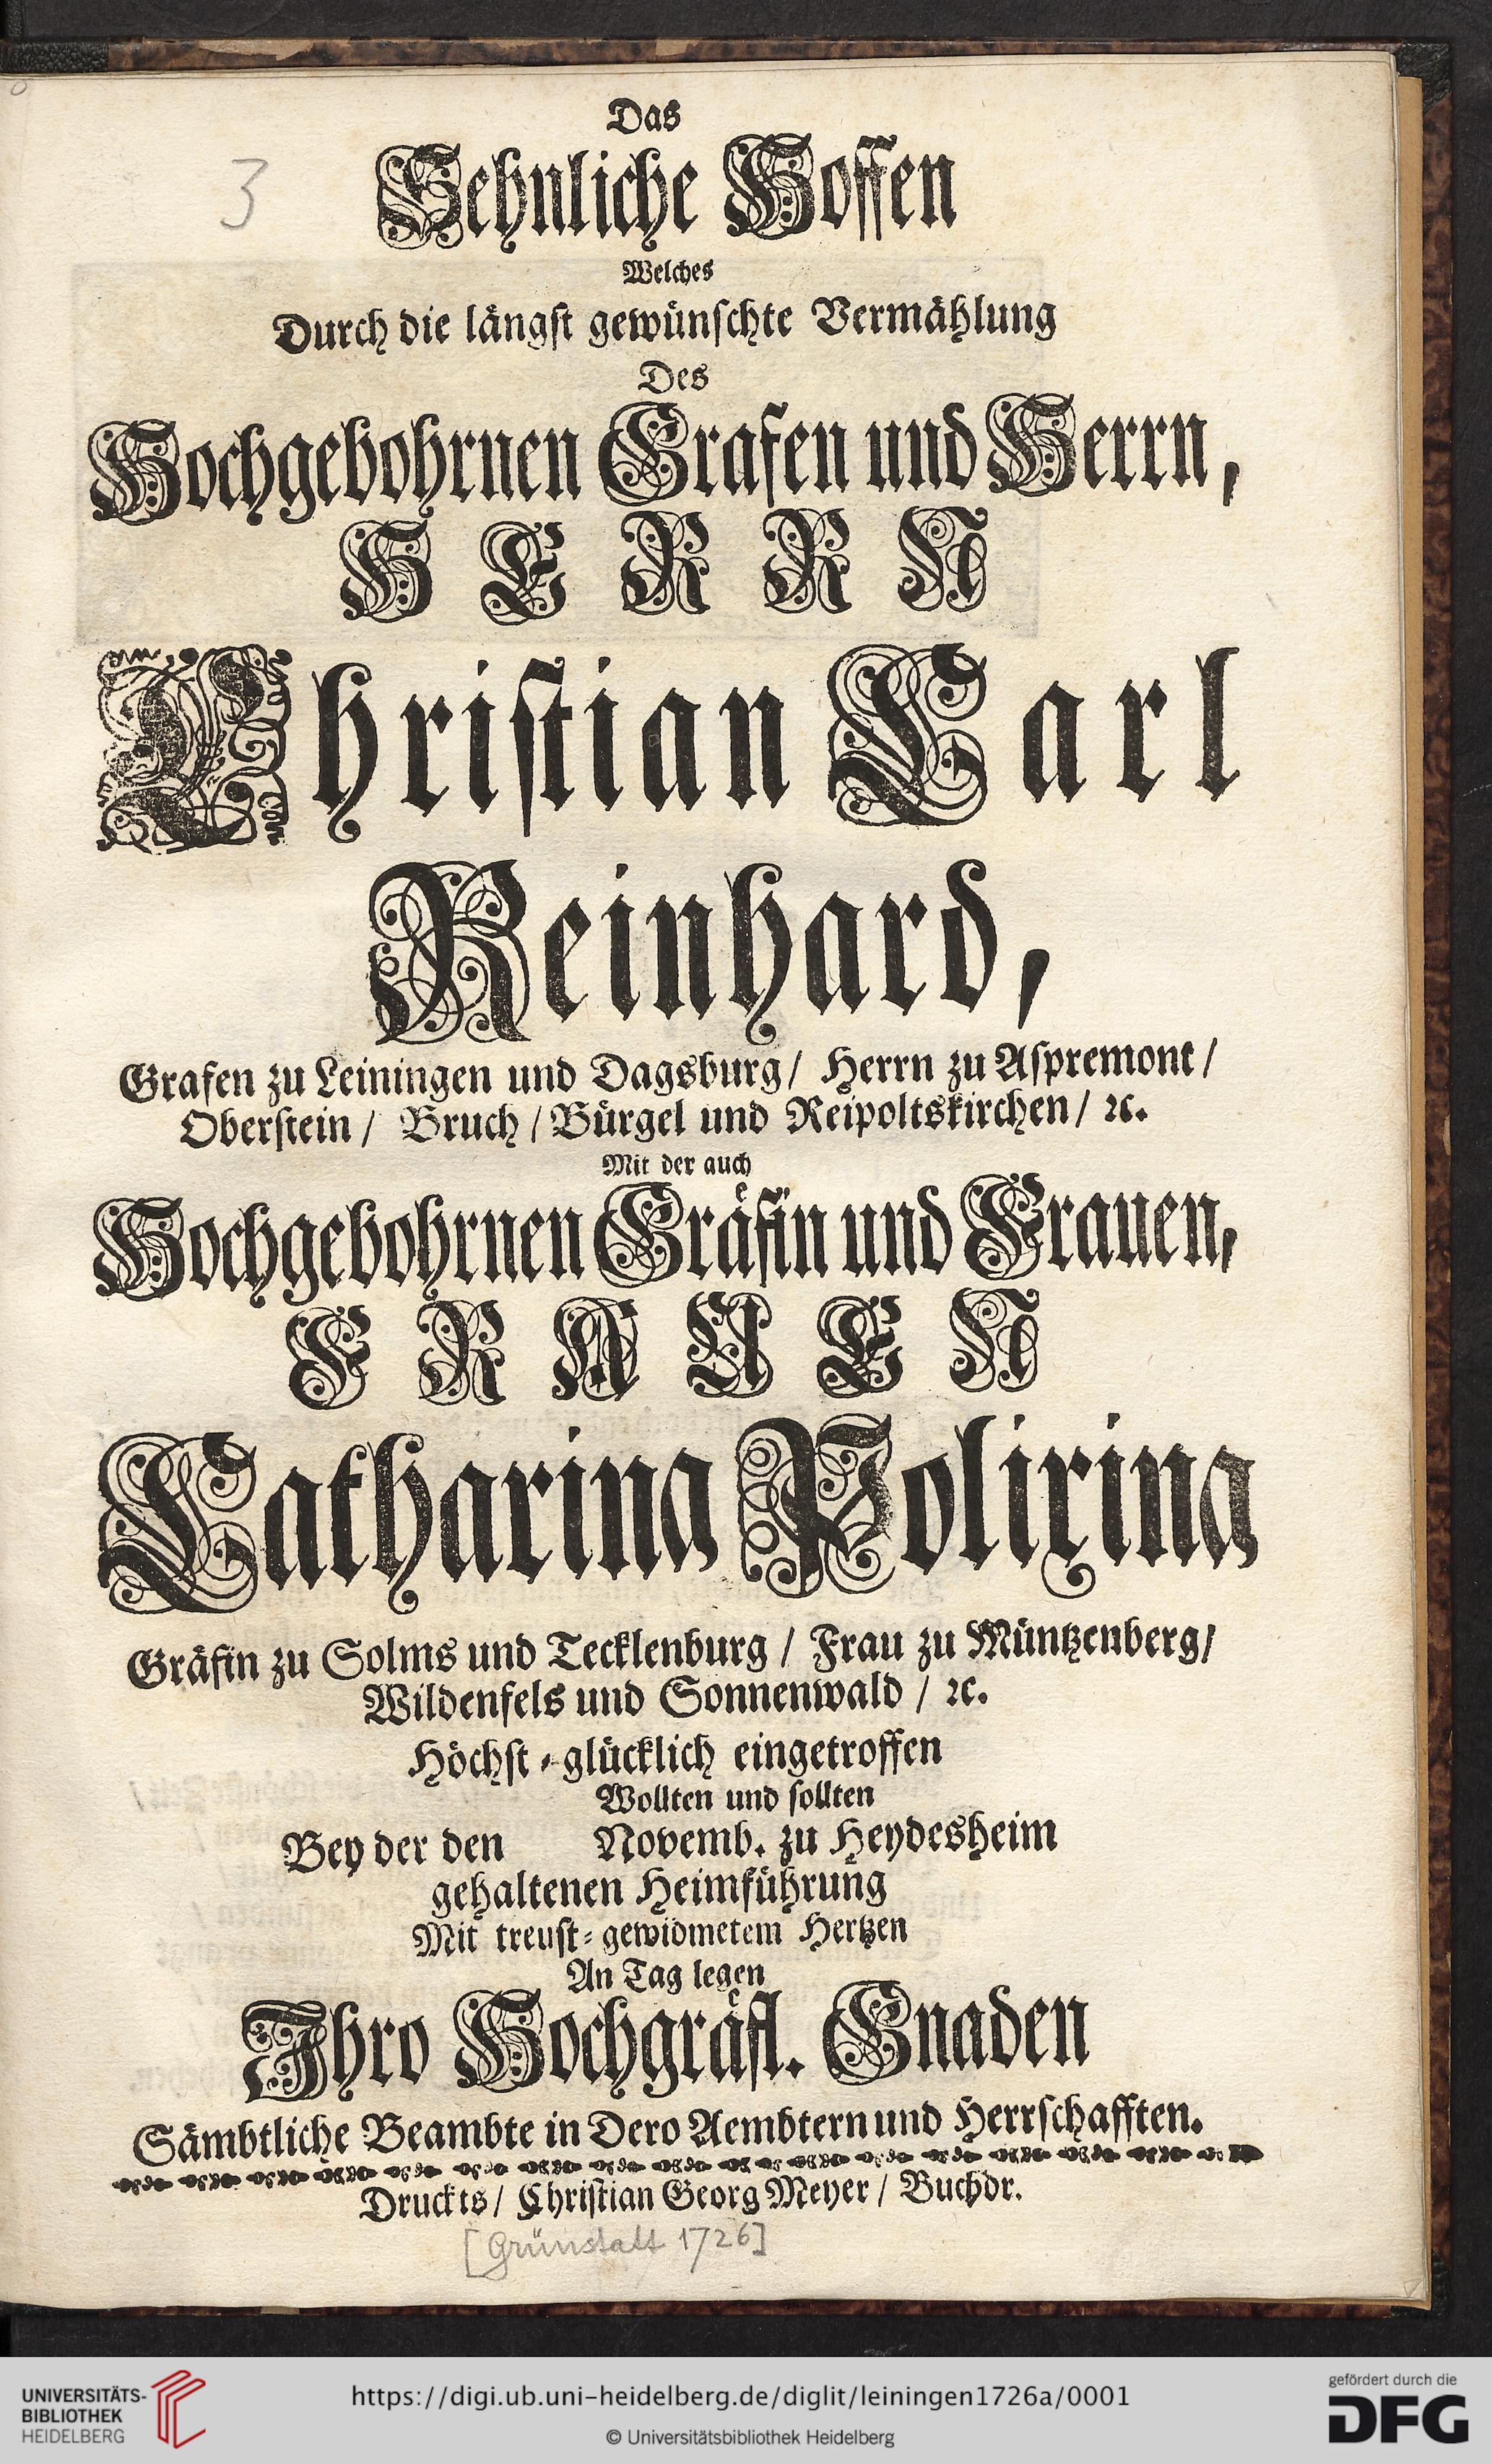 3
Das
Sehnliche Hoffen
Welches
Durch die längst gewünschte Vermählung
Des
Hochgebohrnen Grafen und Herrn,
HERRN
Christian Carl
Reinhard,
Grafen zu Leiningen und Dagsburg/ Herrn zu Aspremont/
Oberstein/ Bruch/ Bürgel und Reipoltskirchen/ ꝛc.
Mit der auch
Hochgebohrnen Gräfin und Frauen,
FRAUEN
Catharina Polixina
Gräfin zu Solms und Tecklenburg/ Frau zu Müntzenberg/
Wildenfels und Sonnenwald/ ꝛc.
Höchst-glücklich eingetroffen
Wollten und sollten
Bey der den Novemb. zu Heydesheim
gehaltenen Heimführung
Mit treust-gewidmetem Hertzen
An Tag legen
Ihro Hochgräfl. Gnaden
Sämbtliche Beambte in Dero Aembtern und Herrschafften.
Druckts/ Christian Georg Meyer/ Buchdr.
[Grünstatt 1726]
UNIVERSITÄTS-
BIBLIOTHEK
HEIDELBERG
https://digi.ub.uni-heidelberg.de/diglit/leiningen1726a/0001
© Universitätsbibliothek Heidelberg
gefördert durch die
DFG